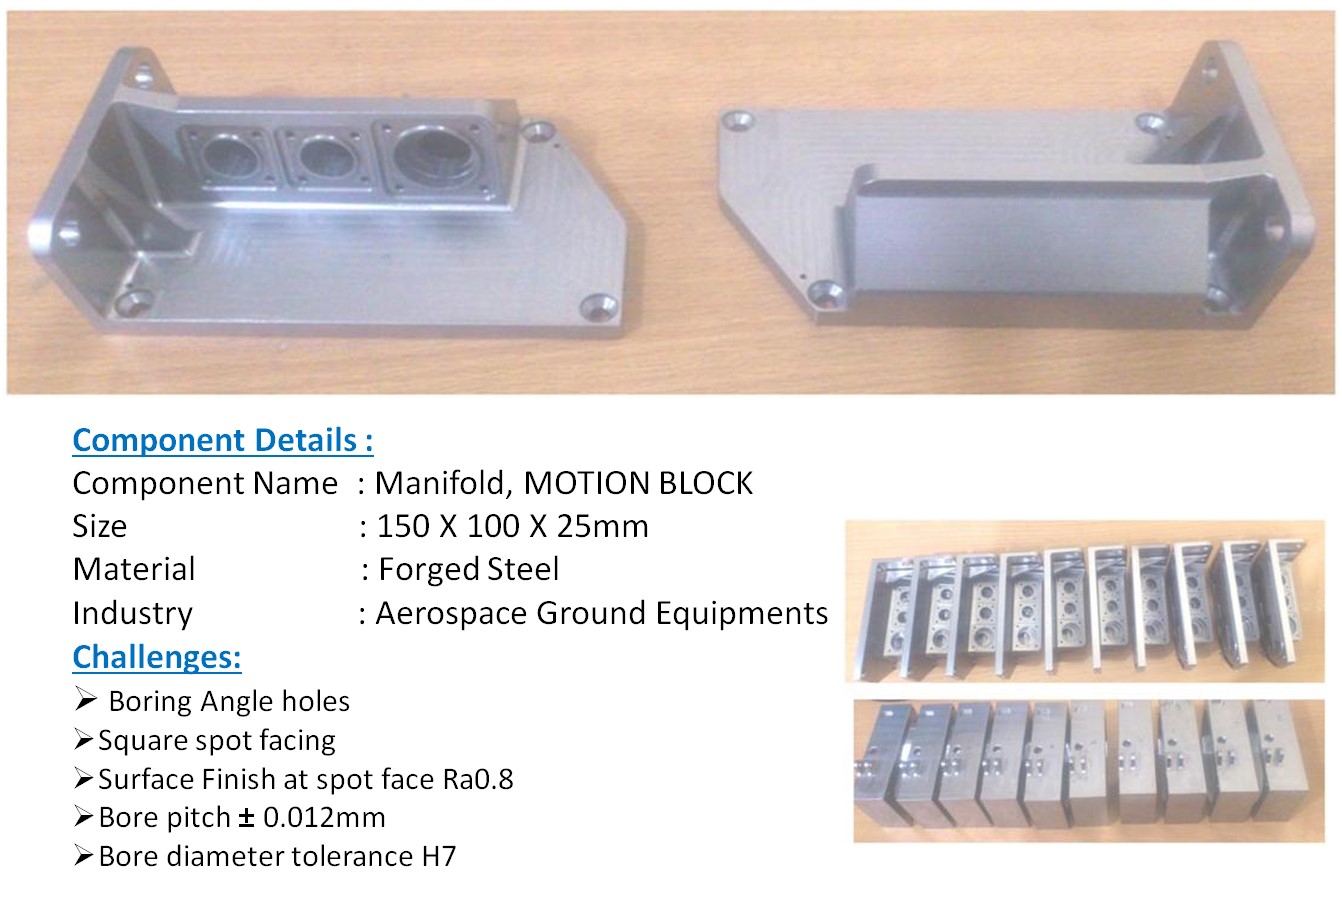 Component Details :
Component Name : Manifold, MOTION BLOCK
Size : 150 X 100 X 25mm
Material : Forged Steel
Industry : Aerospace Ground Equipments
Challenges:
➢ Boring Angle holes
➢Square spot facing
➢Surface Finish at spot face Ra0.8
➢Bore pitch ± 0.012mm
➢Bore diameter tolerance H7